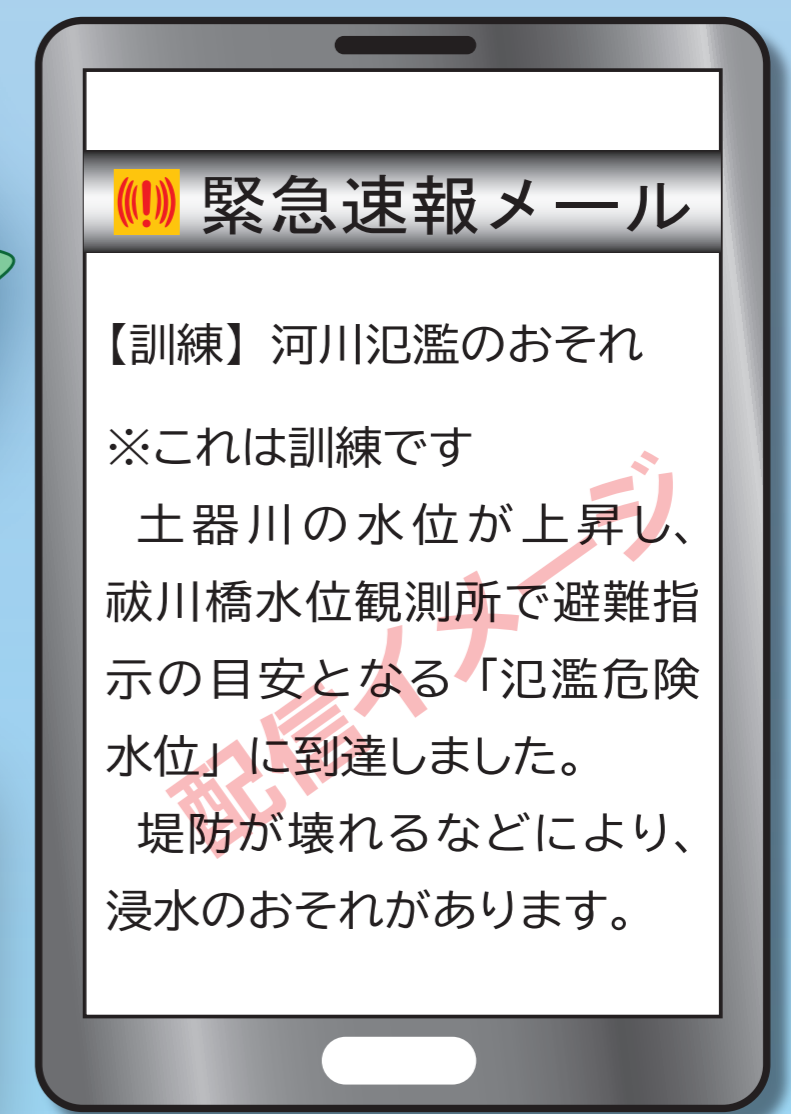 緊急速報メール
【訓練】河川氾濫のおそれ
※これは訓練です
土器川の水位が上昇し、
祓川橋水位観測所で避難指
示の目安となる「氾濫危険
水位」に到達しました。
堤防が壊れるなどにより、
浸水のおそれがあります。
配信イメージ